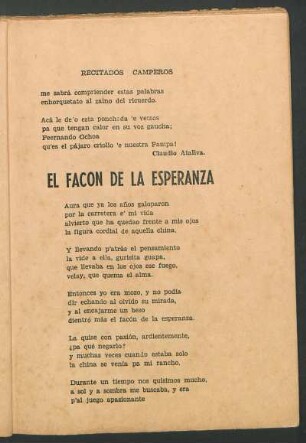 RECITADOS CAMPEROS
me sabrá comprender estas palabras
enharquetato al zaino del recuerdo.
Acá le de'o esta ponchada 'e versos
pa que tengan calor en su voz gaucha;
Feernando Ochoa
qu'es el pájaro criollo 'e nuestra Pampa!
Claudio Ataliva.
EL FACON DE LA ESPERANZA
Aura que ya los años galoparon
por la carretera e' mi vida
alvierto que ha quedao frente a mis ojos
la figura cordial de aquella china.
Y llevando p'atrás el pensamiento
la vide a ella, gurisita guapa,
que llevaba en los ojos ese fuego,
velay, que quema el alma.
Entonces yo era mozo, y no podía
dir echando al olvido su mirada,
y al encajarme un beso
dientró más el facón de la esperanza.
La quise con pasión, ardientemente,
¿pa qué negarlo?
y muchas veces cuando estaba solo
la china se venía pa mi rancho.
Durante un tiempo nos quisimos mucho,
a sol y a sombra me buscaba, y era
p'al juego apasionante